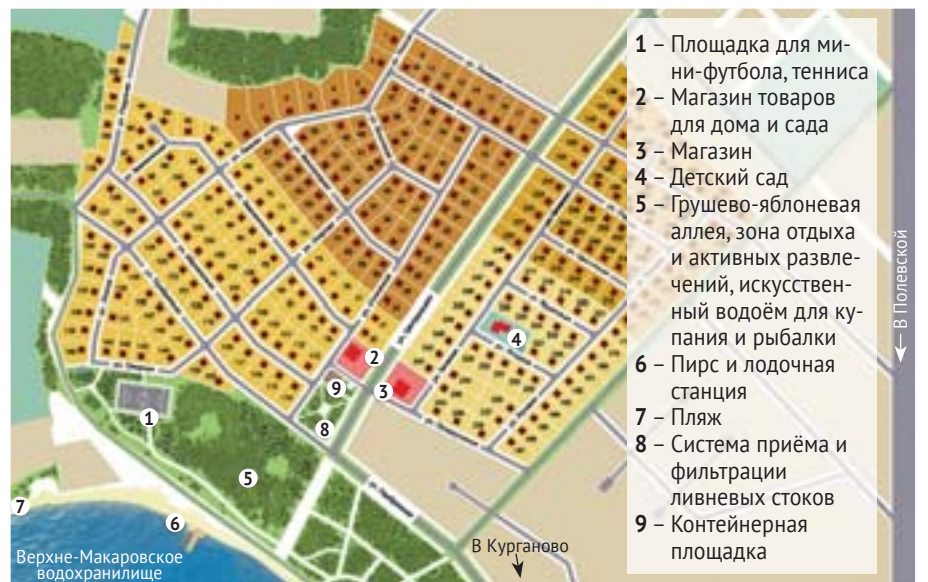 1 – Площадка для ми-
ни-футбола, тенниса
2 – Магазин товаров
для дома и сада
3 – Магазин
4 – Детский сад
5 – Грушево-яблоневая
аллея, зона отдыха
и активных развле-
чений, искусствен-
ный водоём для ку-
пания и рыбалки
6 – Пирс и лодочная
станция
7 – Пляж
8 – Система приёма и
фильтрации
ливневых стоков
9 – Контейнерная
площадка
← В Полевской
2
4
3
9
1
8
5
7
6
В Курганово
Верхне-Макаровское
водохранилище